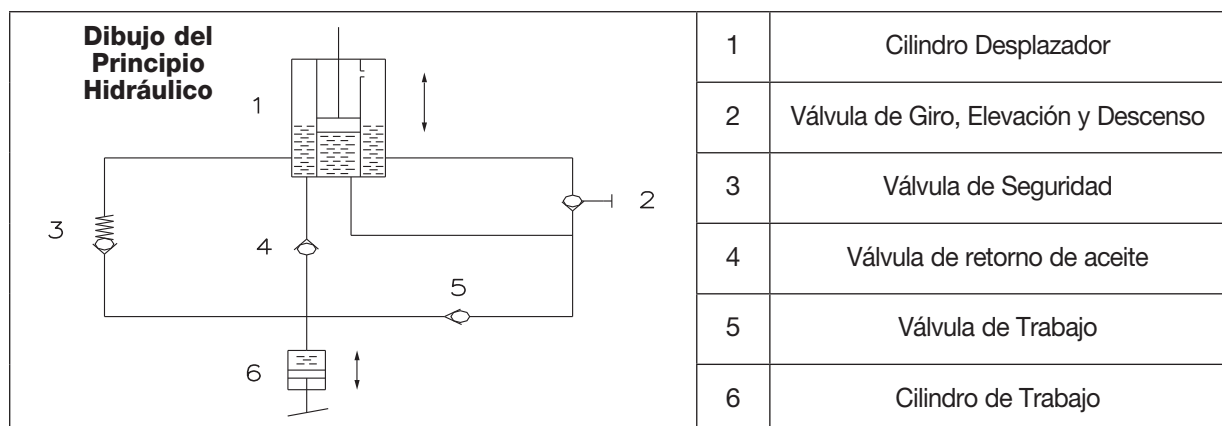 Dibujo del
Principio
Hidráulico
1
2
3
4
5
6
1 Cilindro Desplazador
2 Válvula de Giro, Elevación y Descenso
3 Válvula de Seguridad
4 Válvula de retorno de aceite
5 Válvula de Trabajo
6 Cilindro de Trabajo